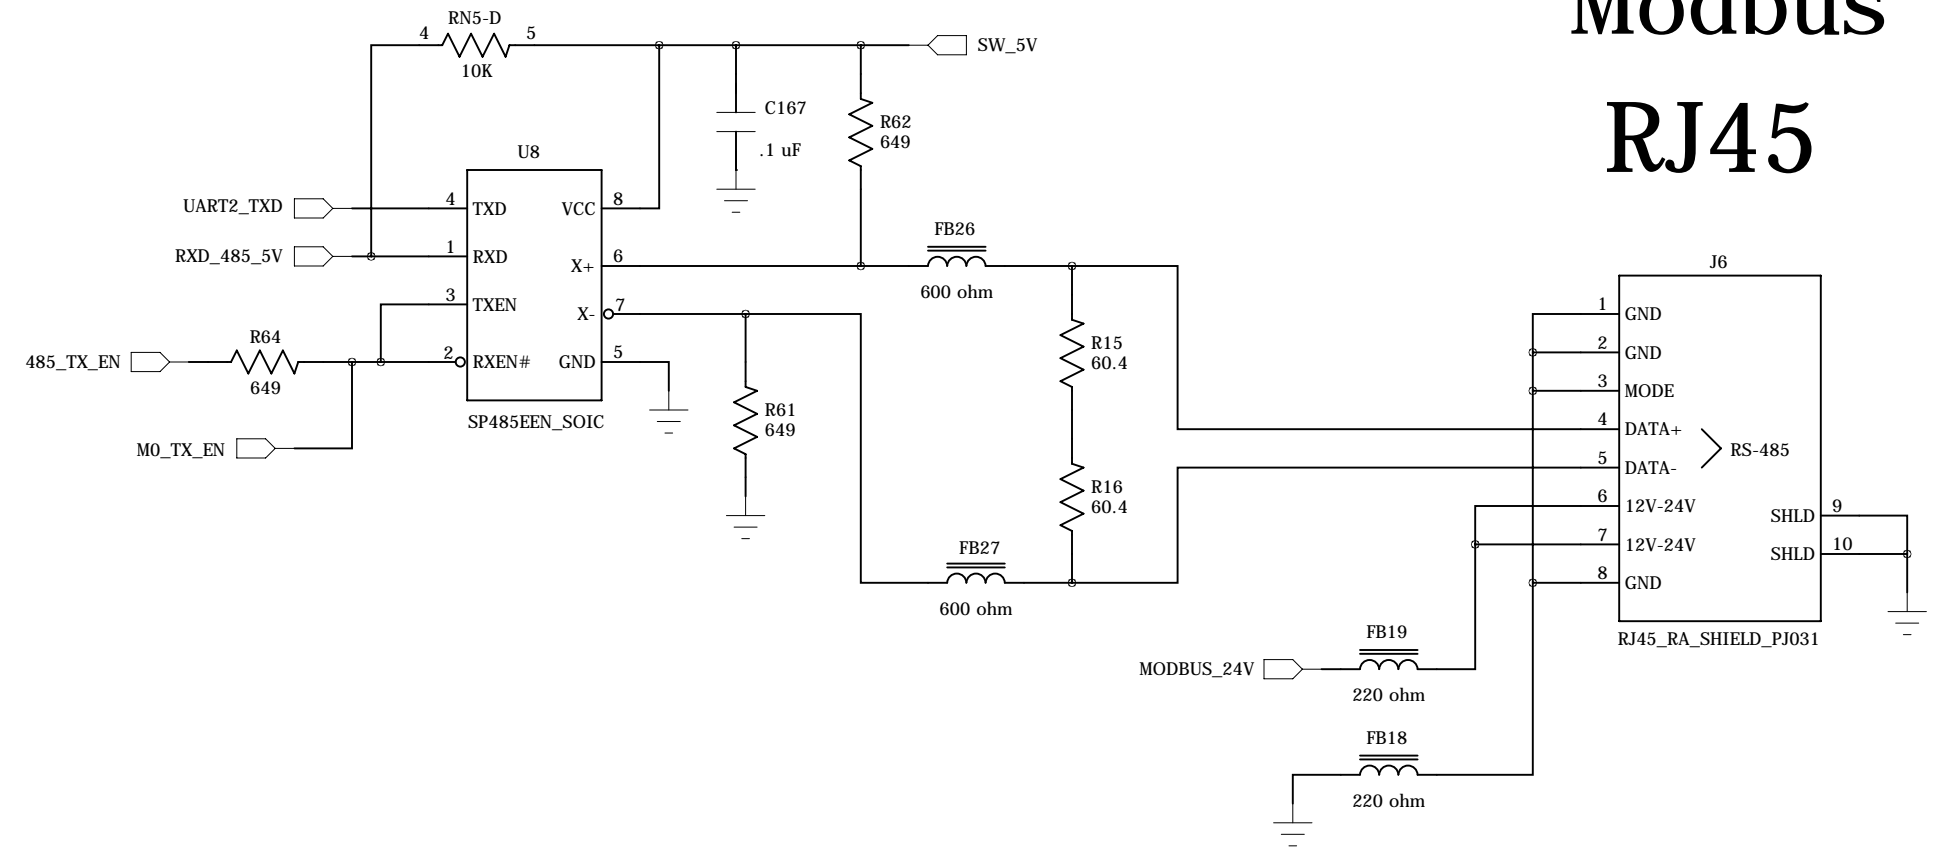 Modbus
RJ45
RN5-D
4
5
10K
SW_5V
C167
.1 uF
R62
649
U8
UART2_TXD
4
TXD
VCC
8
RXD_485_5V
1
RXD
X+
6
3
TXEN
X-
7
485_TX_EN
R64
649
2
RXEN#
GND
5
SP485EEN_SOIC
M0_TX_EN
R61
649
FB26
600 ohm
R15
60.4
R16
60.4
FB27
600 ohm
J6
1
GND
2
GND
3
MODE
4
DATA+
5
DATA-
RS-485
6
12V-24V
7
12V-24V
8
GND
SHLD
9
SHLD
10
RJ45_RA_SHIELD_PJ031
FB19
MODBUS_24V
220 ohm
FB18
220 ohm